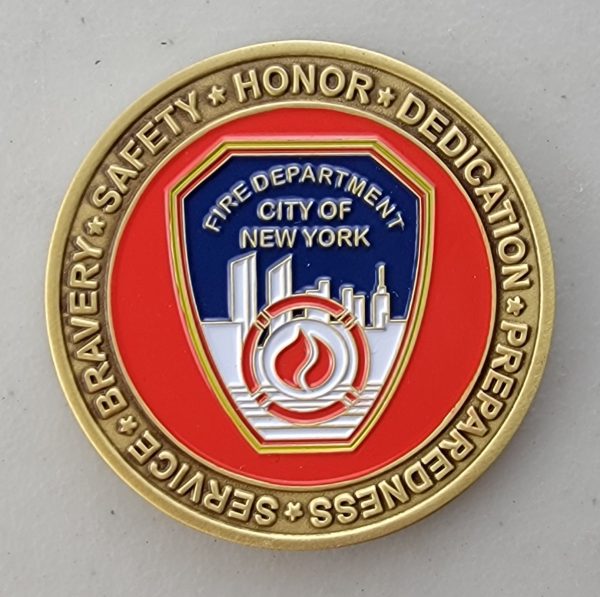 SERVICE ★ BRAVERY ★ SAFETY ★ HONOR ★ DEDICATION ★ PREPAREDNESS ★
FIRE DEPARTMENT
CITY OF
NEW YORK